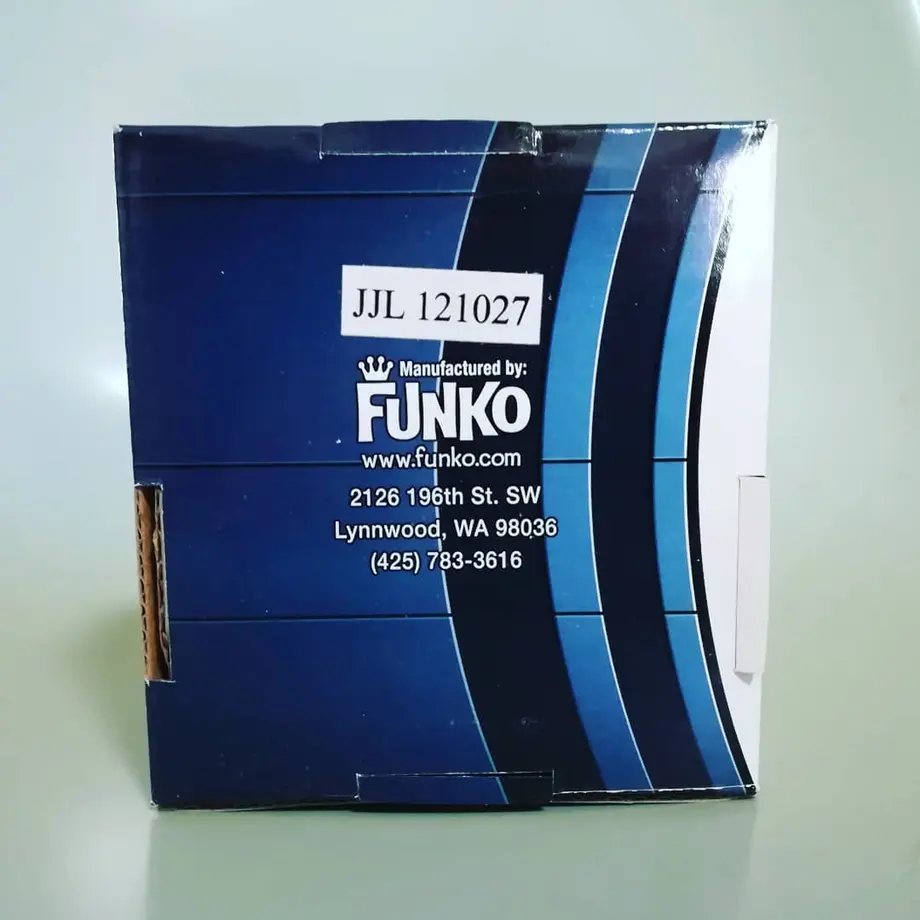 JJL 121027
Manufactured by:
FUNKO
www.funko.com
2126 196th St. SW
Lynnwood, WA 98036
(425) 783-3616